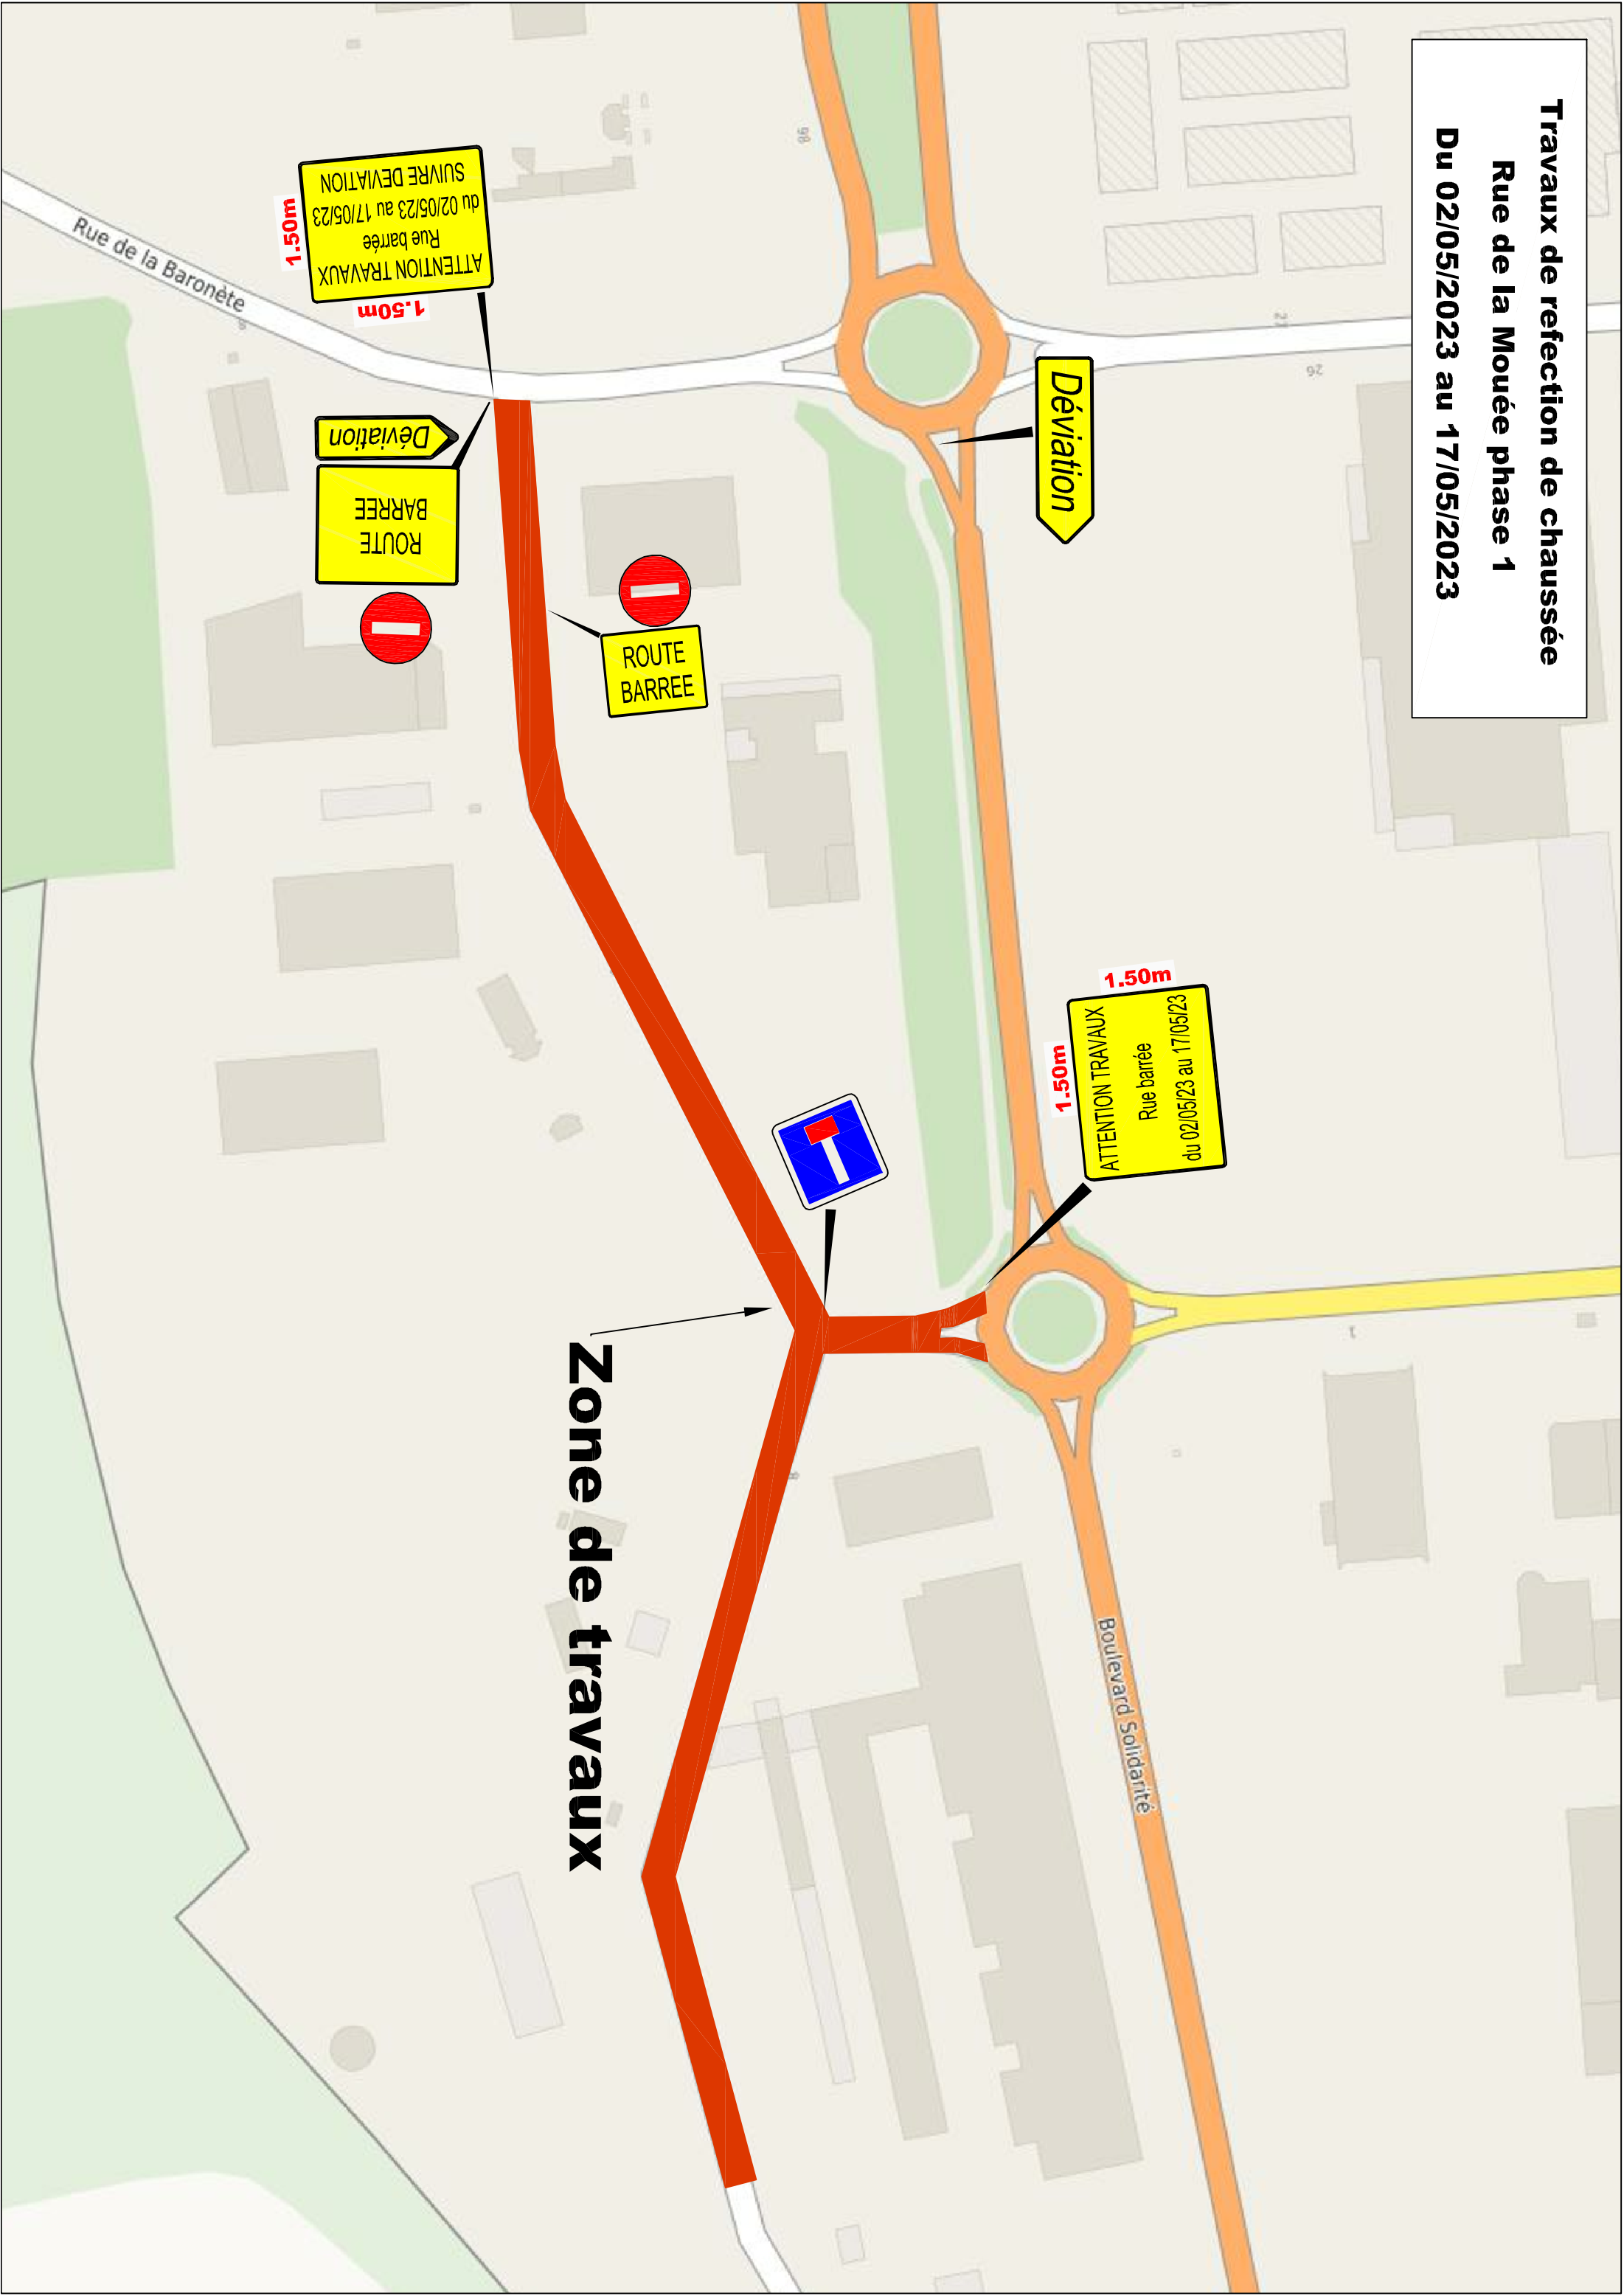 Travaux de refection de chaussée
Rue de la Mouée phase 1
Du 02/05/2023 au 17/05/2023
Déviation
ATTENTION TRAVAUX
Rue barrée
du 02/05/23 au 17/05/23
1.50m
1.50m
Boulevard Solidarité
ROUTE
BARREE
Zone de travaux
ATTENTION TRAVAUX
Rue barrée
du 02/05/23 au 17/05/23
SUIVRE DEVIATION
1.50m
1.50m
Déviation
ROUTE
BARREE
Rue de la Baronète
98
26
1